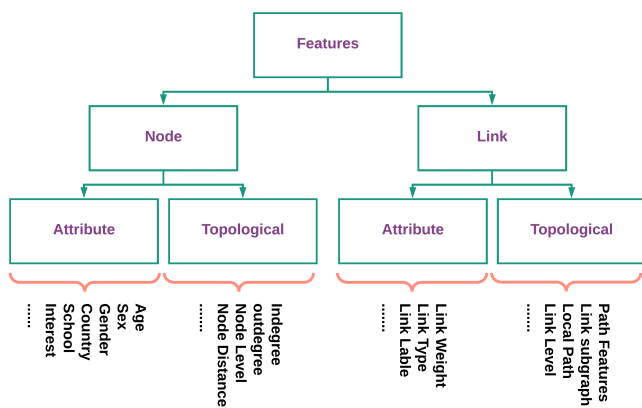 Features
Node
Link
Attribute
Topological
Attribute
Topological
Age
Sex
Gender
Country
School
Interest
......
Indegree
outdegree
Node Level
Node Distance
.......
Link Weight
Link Type
Link Lable
.......
Path Features
Link subgraph
Local Path
Link Level
.......